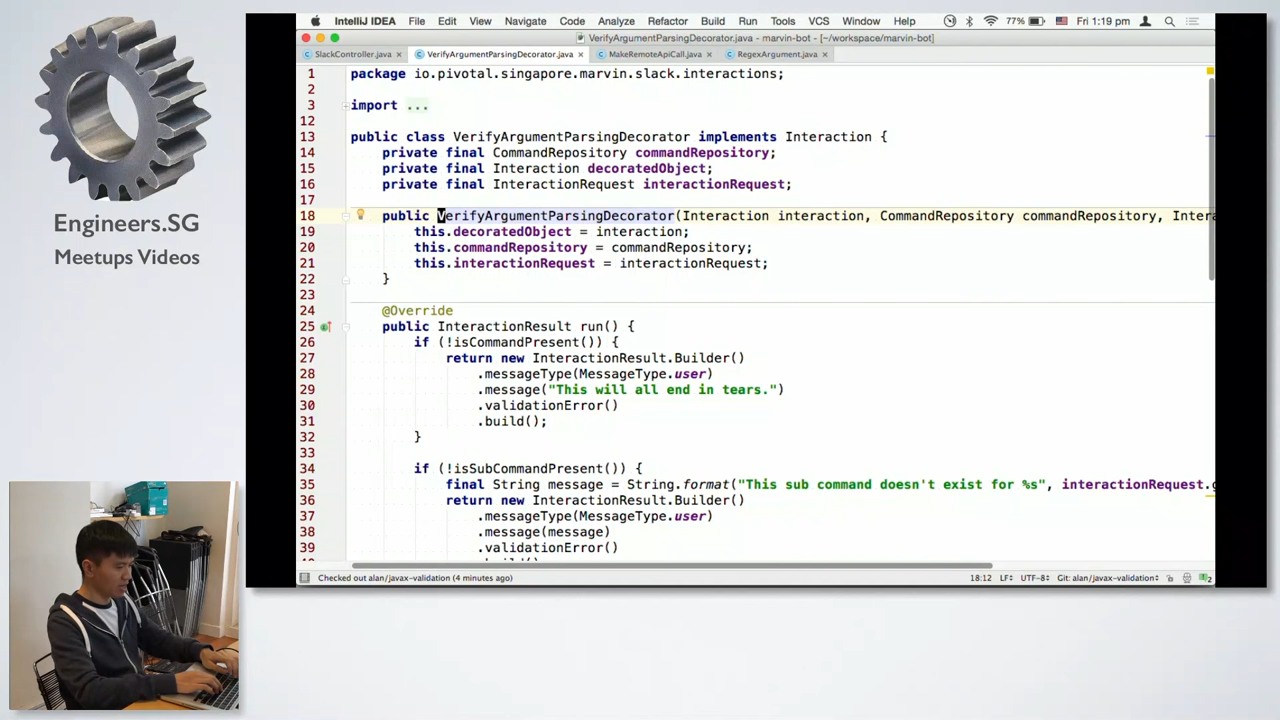 IntelliJ IDEA File Edit View Navigate Code Analyze Refactor Build Run Tools VCS Window Help 77% Fri 1:19 pm
VerifyArgumentParsingDecorator.java - marvin-bot - [~/workspace/marvin-bot]
SlackController.java VerifyArgumentParsingDecorator.java MakeRemoteApiCall.java RegexArgument.java
1 package io.pivotal.singapore.marvin.slack.interactions;
2
3 import ...
12
13 public class VerifyArgumentParsingDecorator implements Interaction {
14 private final CommandRepository commandRepository;
15 private final Interaction decoratedObject;
16 private final InteractionRequest interactionRequest;
17
18 public VerifyArgumentParsingDecorator(Interaction interaction, CommandRepository commandRepository, Intera
19 this.decoratedObject = interaction;
20 this.commandRepository = commandRepository;
21 this.interactionRequest = interactionRequest;
22 }
23
24 @Override
25 public InteractionResult run() {
26 if (!isCommandPresent()) {
27 return new InteractionResult.Builder()
28 .messageType(MessageType.user)
29 .message("This will all end in tears.")
30 .validationError()
31 .build();
32 }
33
34 if (!isSubCommandPresent()) {
35 final String message = String.format("This sub command doesn't exist for %s", interactionRequest.g
36 return new InteractionResult.Builder()
37 .messageType(MessageType.user)
38 .message(message)
39 .validationError()
Checked out alan/javax-validation (4 minutes ago) 18:12 LF÷ UTF-8÷ Git: alan/javax-validation÷ 2
Engineers.SG
Meetups Videos